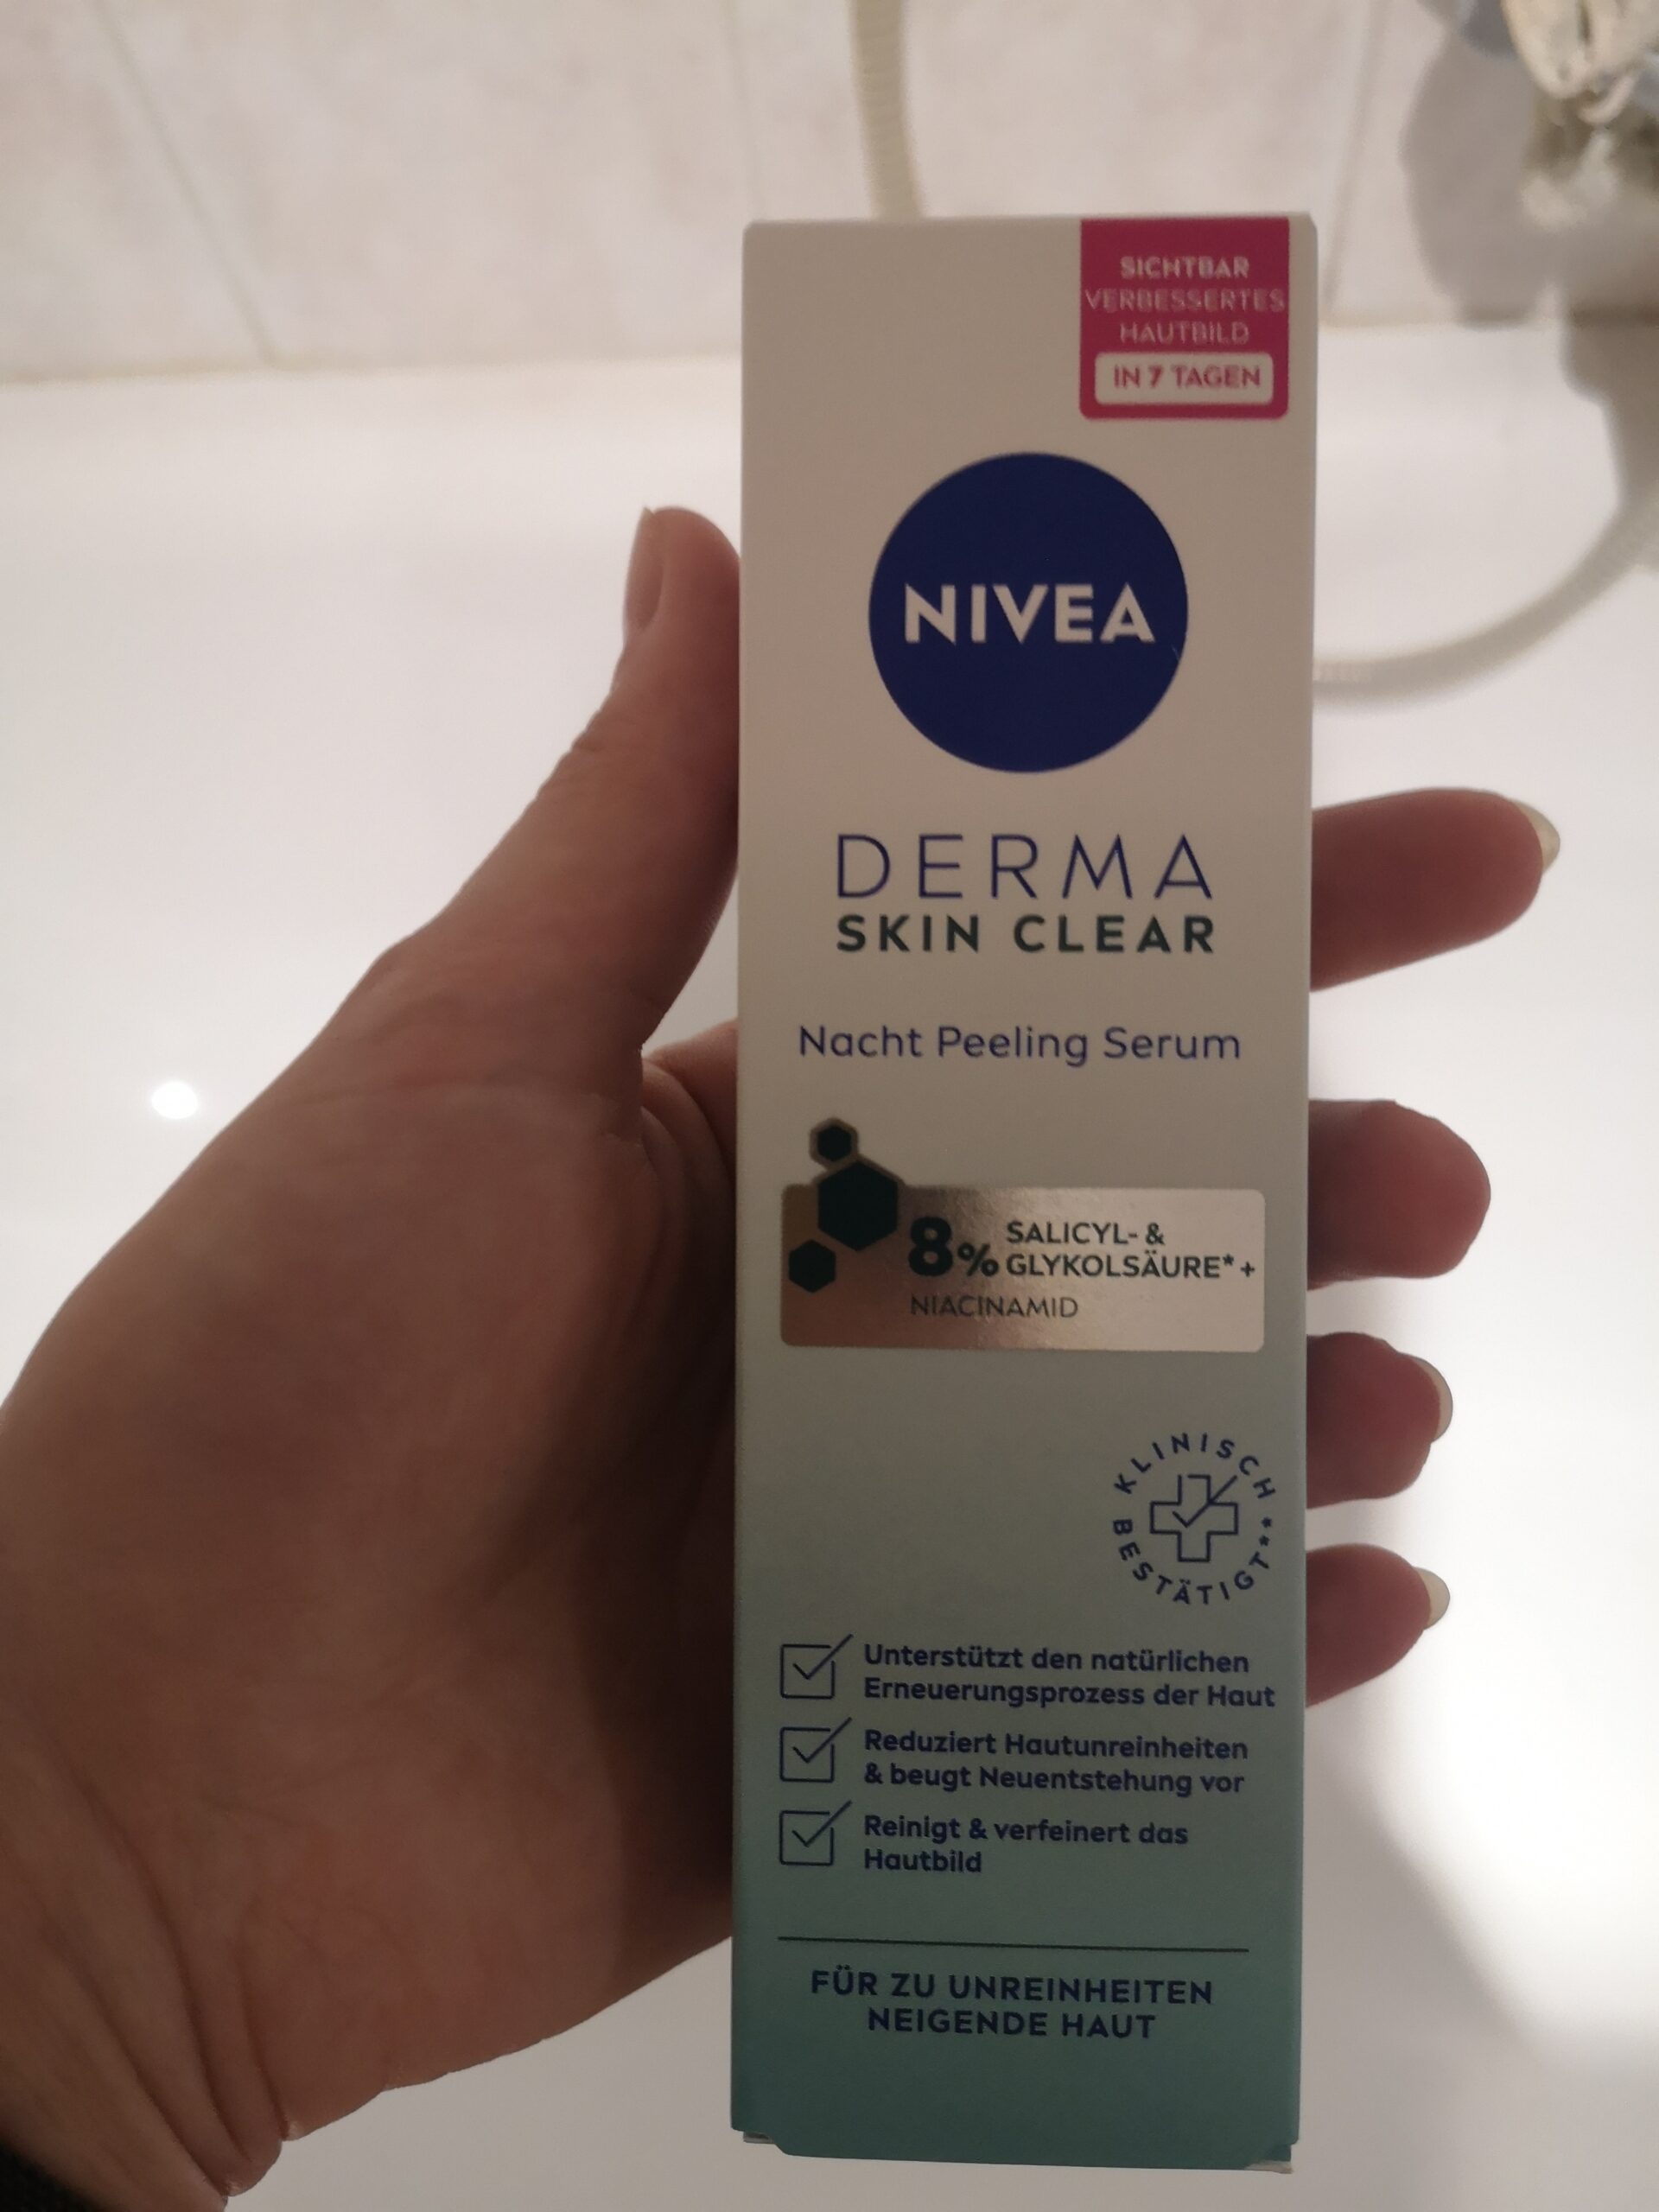 SICHTBAR
VERBESSERTES
HAUTBILD
IN 7 TAGEN
NIVEA
DERMA
SKIN CLEAR
Nacht Peeling Serum
8% SALICYL- &
GLYKOLSÄURE* +
NIACINAMID
KLINISCH
BESTÄTIGT**
Unterstützt den natürlichen
Erneuerungsprozess der Haut
Reduziert Hautunreinheiten
& beugt Neuentstehung vor
Reinigt & verfeinert das
Hautbild
FÜR ZU UNREINHEITEN
NEIGENDE HAUT